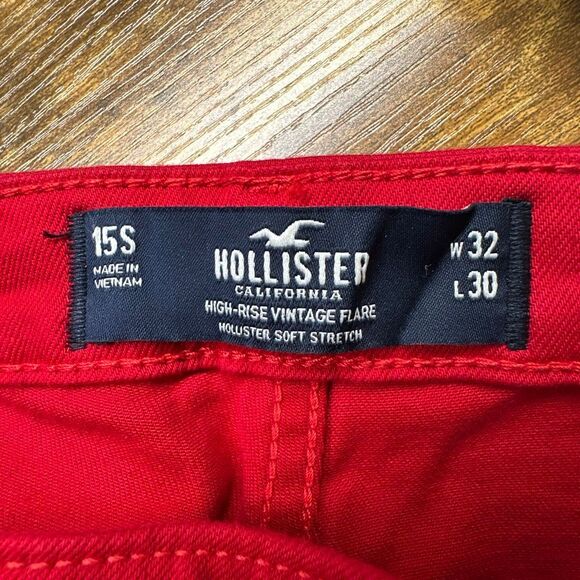 15S
MADE IN
VIETNAM
HOLLISTER
CALIFORNIA
HIGH-RISE VINTAGE FLARE
HOLLISTER SOFT STRETCH
W 32
L 30